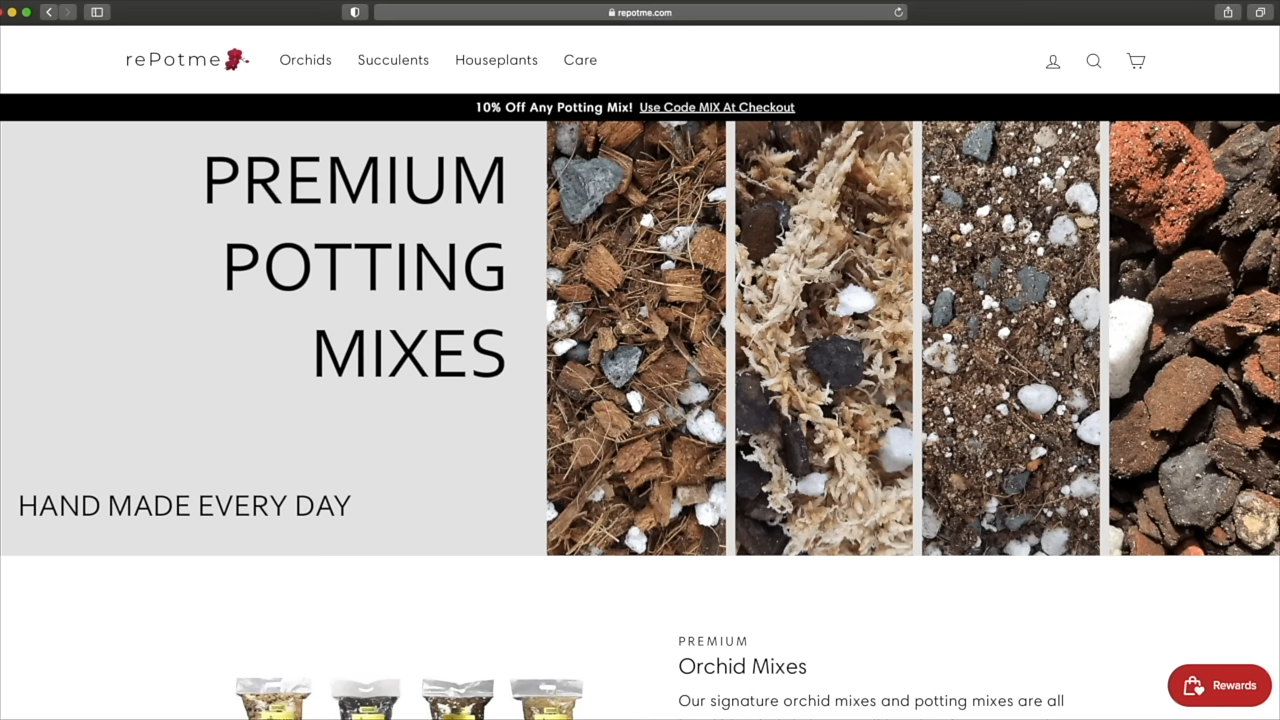 repotme.com
rePotme
Orchids Succulents Houseplants Care
10% Off Any Potting Mix! Use Code MIX At Checkout
PREMIUM
POTTING
MIXES
HAND MADE EVERY DAY
PREMIUM
Orchid Mixes
Our signature orchid mixes and potting mixes are all
Rewards